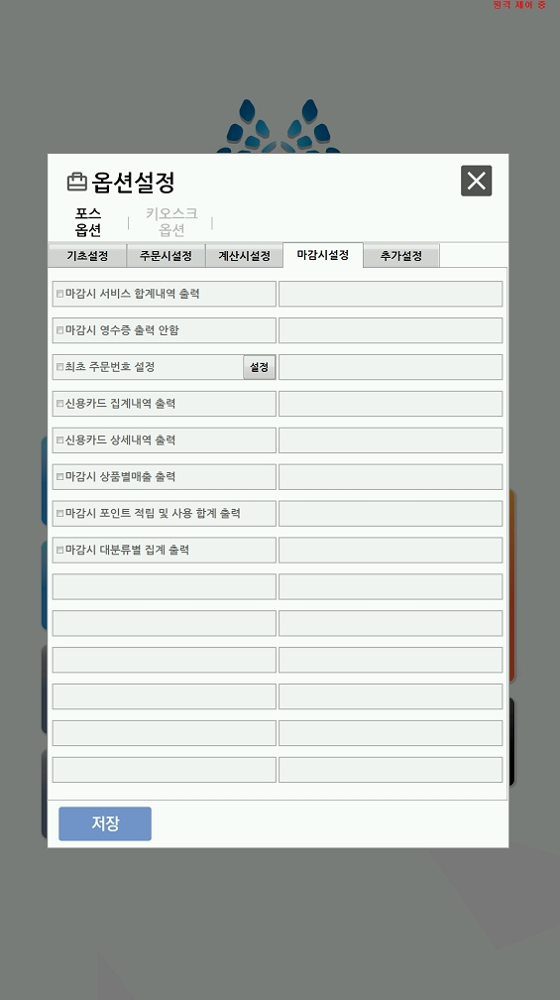 원격 제어 중
옵션설정
포스
옵션
키오스크
옵션
기초설정 주문시설정 계산시설정 마감시설정 추가설정
마감시 서비스 합계내역 출력
마감시 영수증 출력 안함
최초 주문번호 설정 설정
신용카드 집계내역 출력
신용카드 상세내역 출력
마감시 상품별매출 출력
마감시 포인트 적립 및 사용 합계 출력
마감시 대분류별 집계 출력
저장